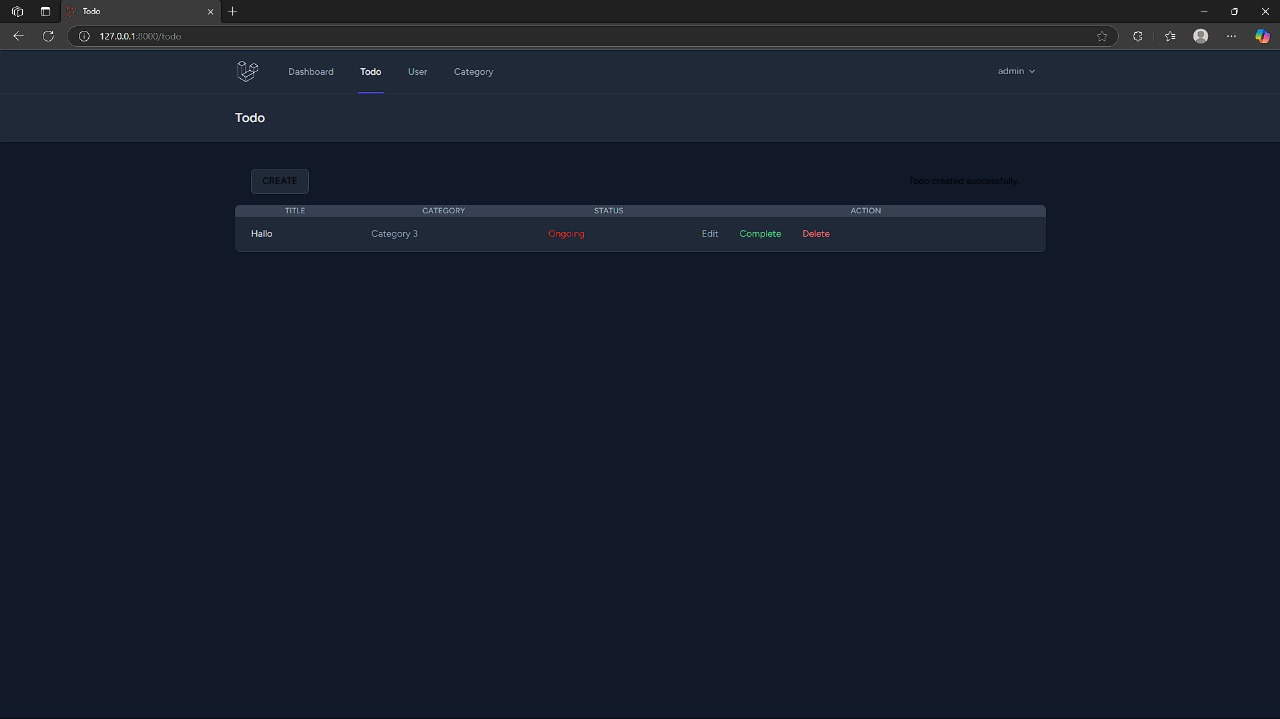 Todo
127.0.0.1:8000/todo
Dashboard Todo User Category admin
Todo
CREATE Todo created successfully.
TITLE CATEGORY STATUS ACTION
Hallo Category 3 Ongoing Edit Complete Delete